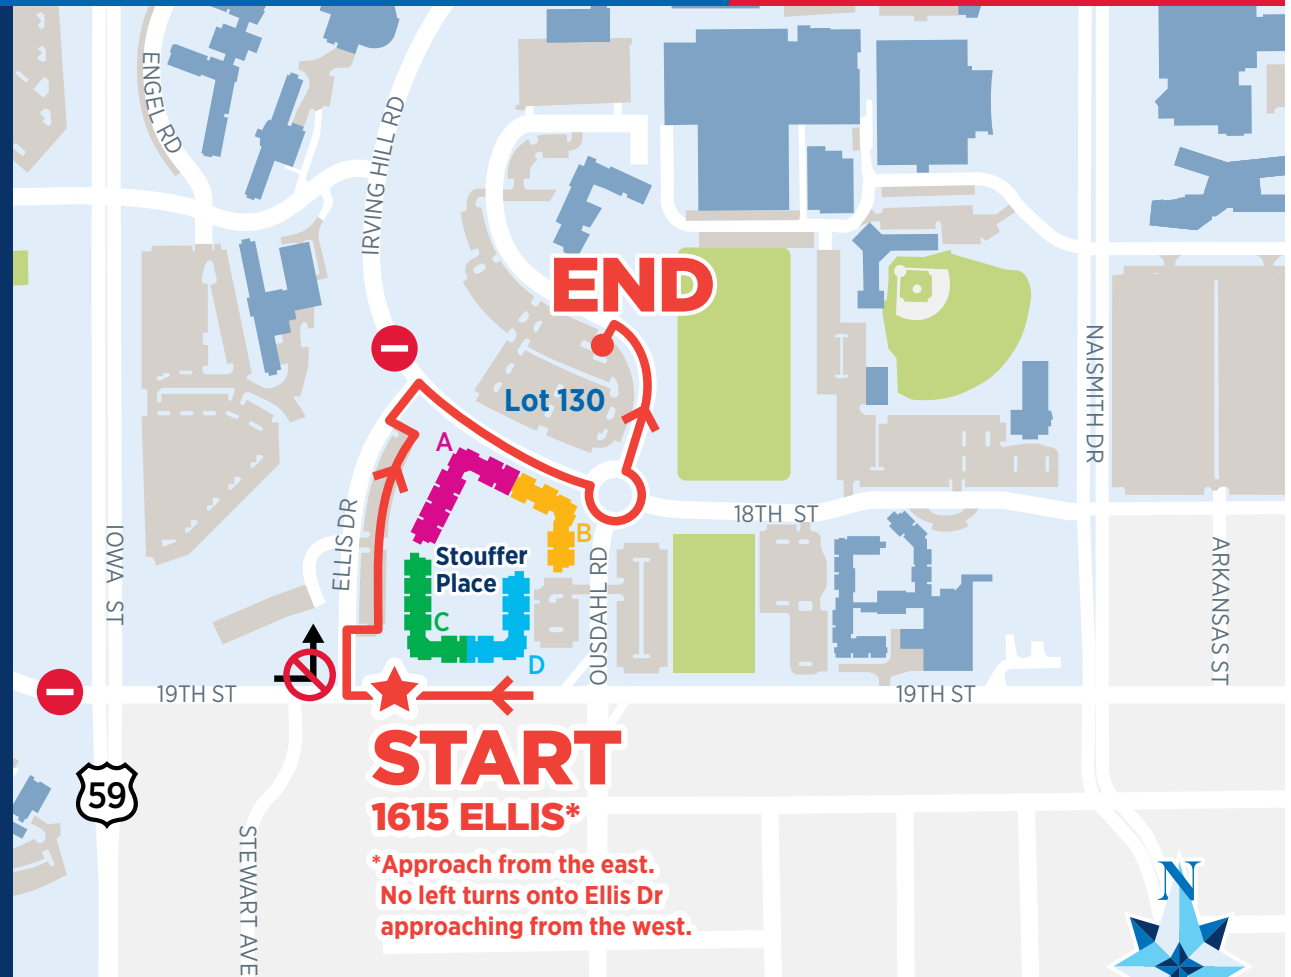 ENGEL RD
IRVING HILL RD
END
Lot 130
NAISMITH DR
A
B
18TH ST
IOWA ST
ELLIS DR
Stouffer
Place
OUSDAHL RD
ARKANSAS ST
C
D
19TH ST
19TH ST
START
1615 ELLIS*
59
STEWART AVE
*Approach from the east.
No left turns onto Ellis Dr
approaching from the west.
N